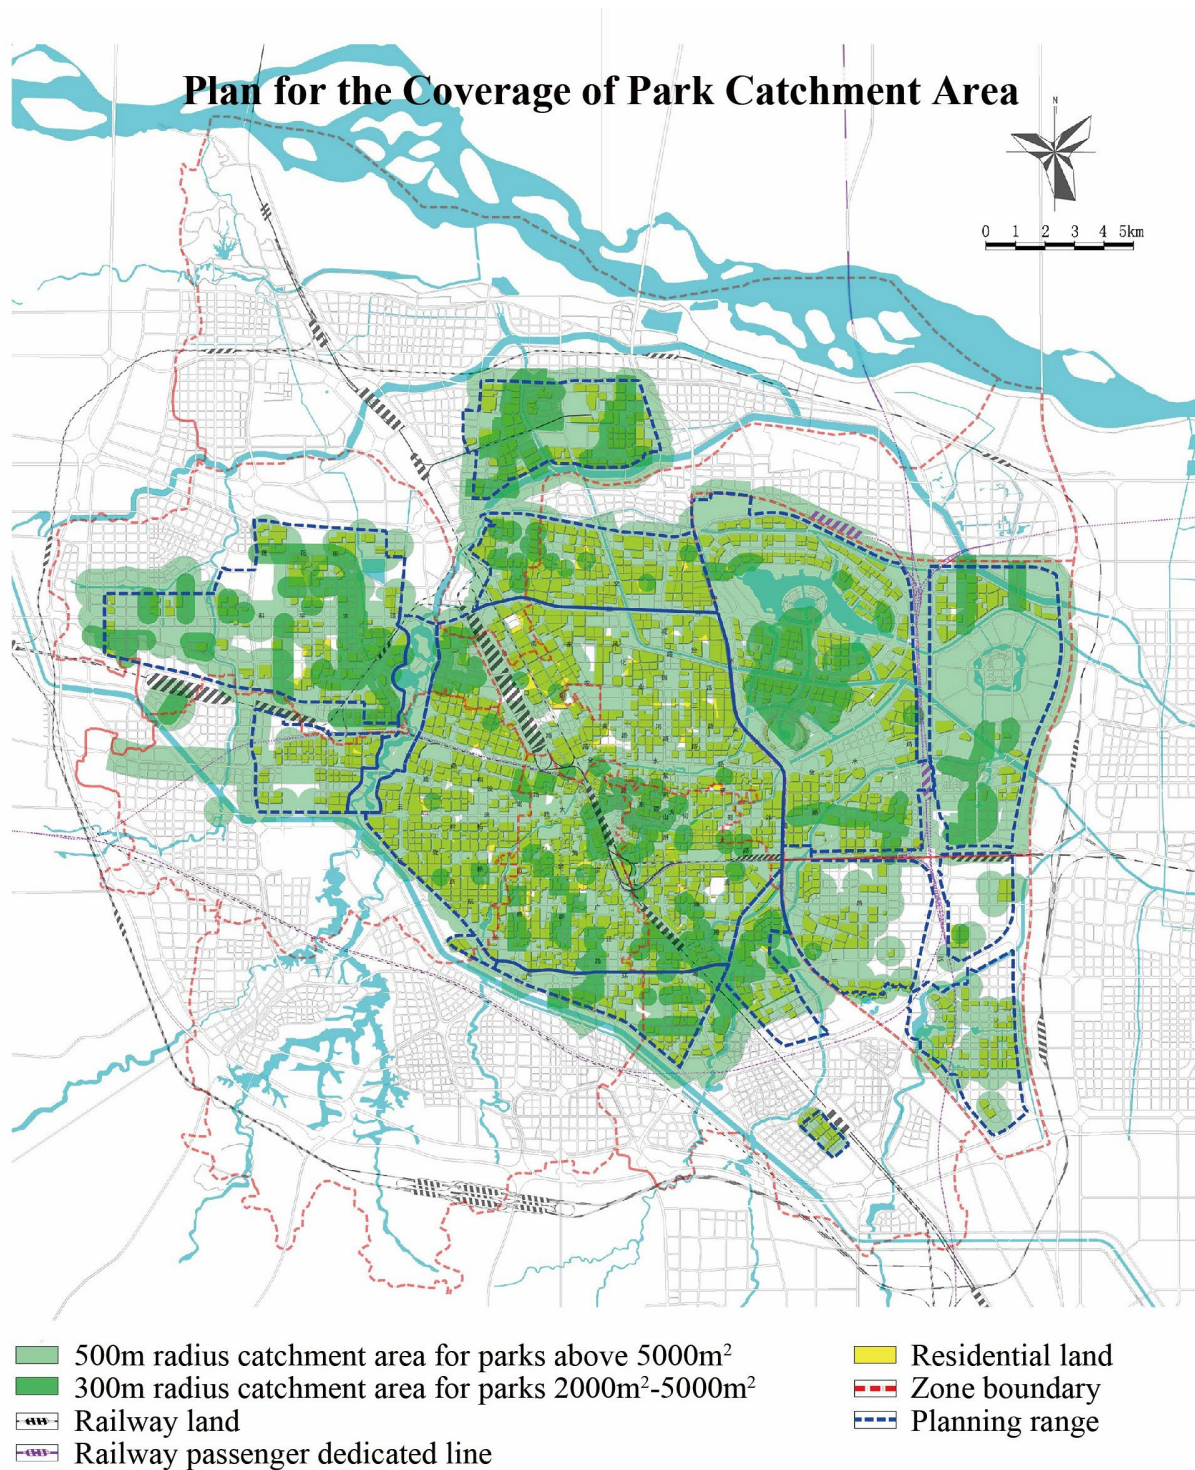 Plan for the Coverage of Park Catchment Area
N
0 1 2 3 4 5km
500m radius catchment area for parks above 5000m²
300m radius catchment area for parks 2000m²-5000m²
Railway land
Railway passenger dedicated line
Residential land
Zone boundary
Planning range